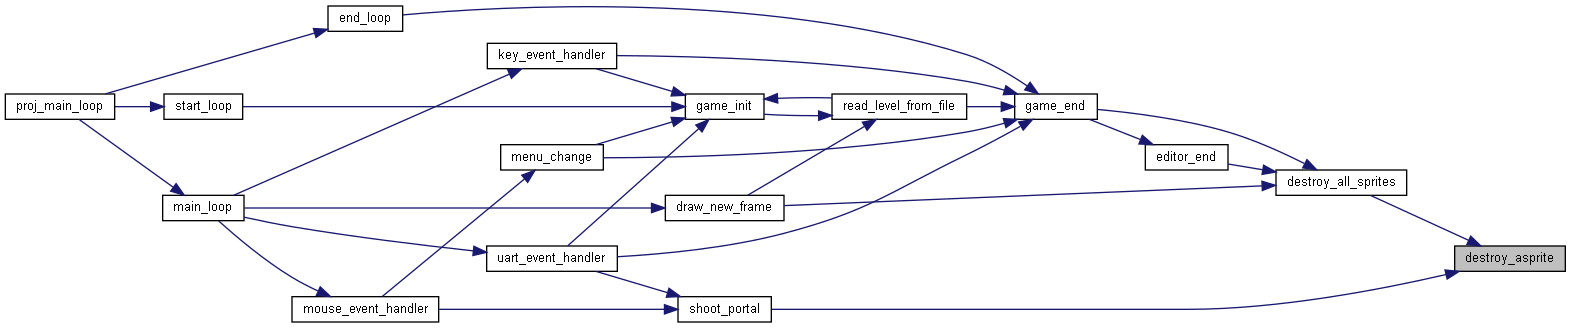 end_loop
key_event_handler
proj_main_loop
start_loop
game_init
read_level_from_file
game_end
menu_change
editor_end
destroy_all_sprites
main_loop
draw_new_frame
uart_event_handler
destroy_asprite
mouse_event_handler
shoot_portal